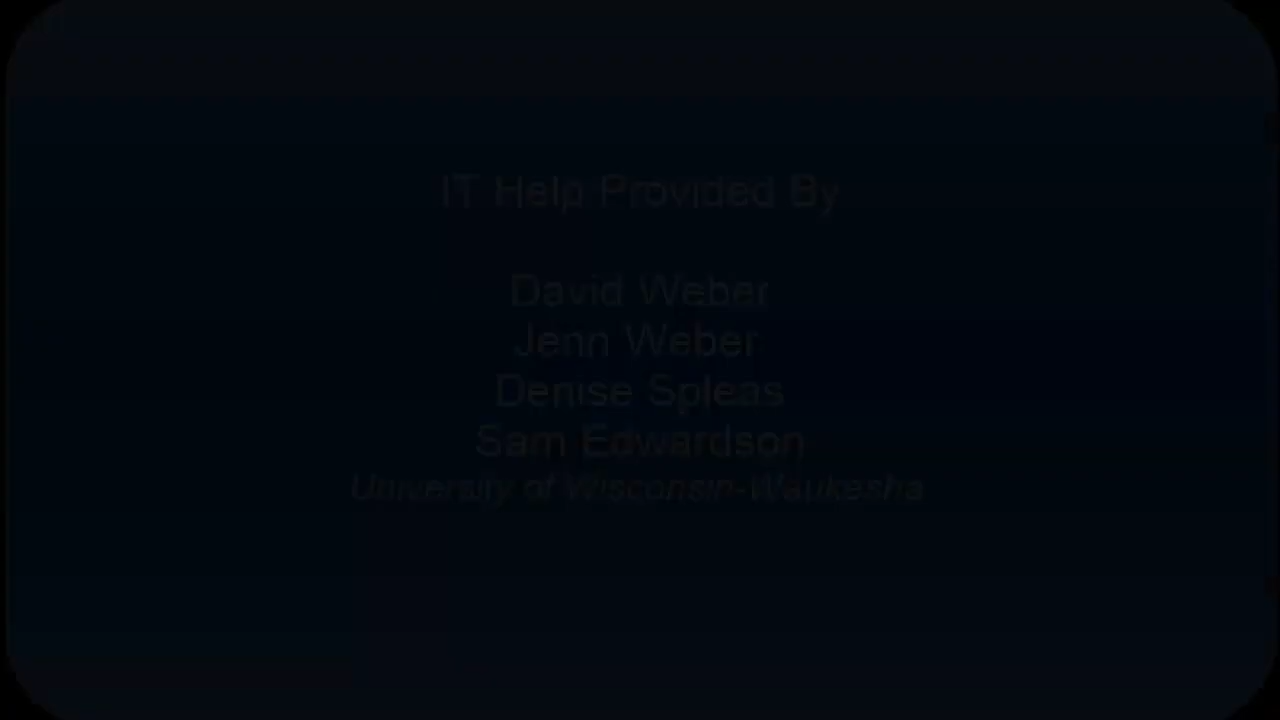 IT Help Provided By
David Weber
Jenn Weber
Denise Spleas
Sam Edwardson
University of Wisconsin-Waukesha